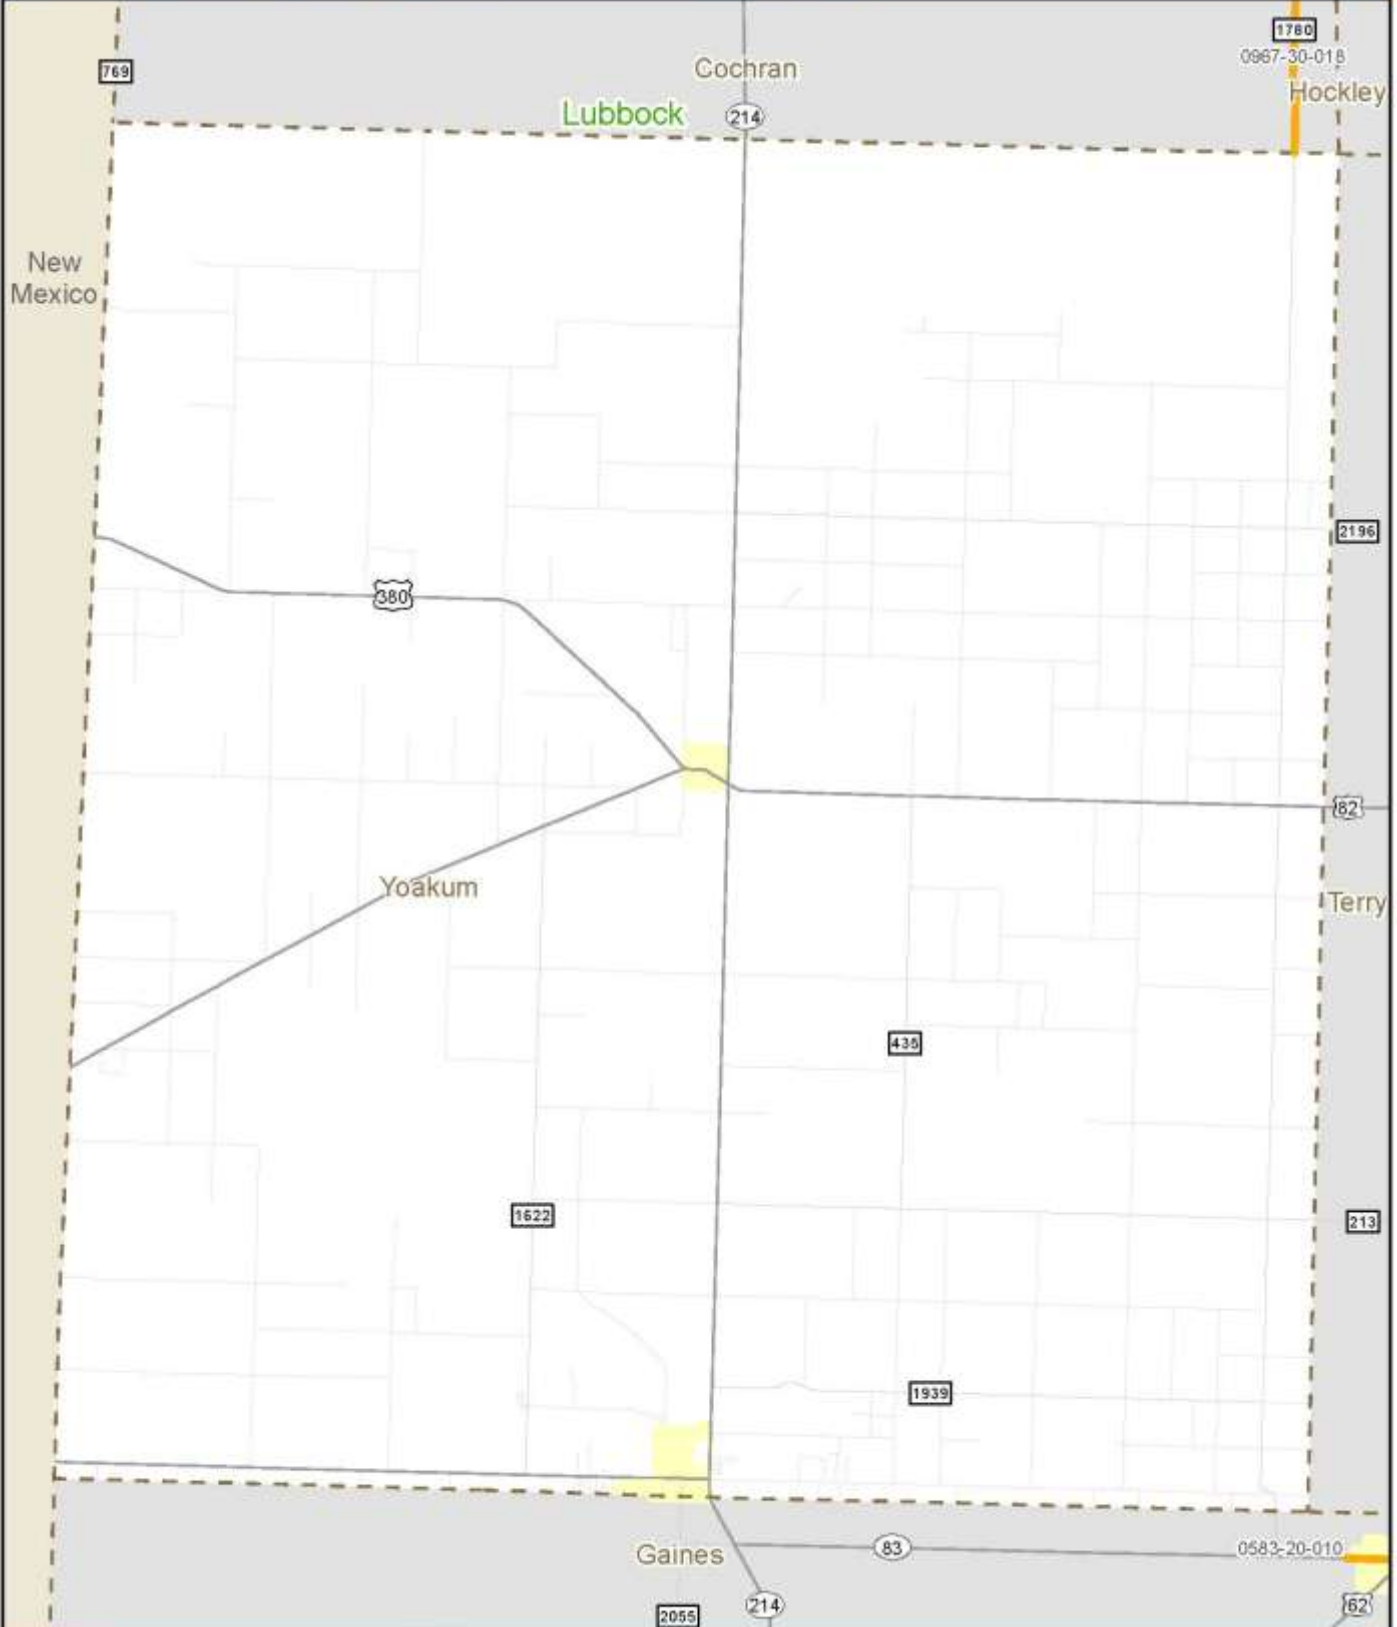 1780
0967-30-018
769
Cochran
Hockley
Lubbock
214
New
Mexico
2196
380
82
Yoakum
Terry
435
1622
213
1939
83
0583-20-010
Gaines
214
62
2055